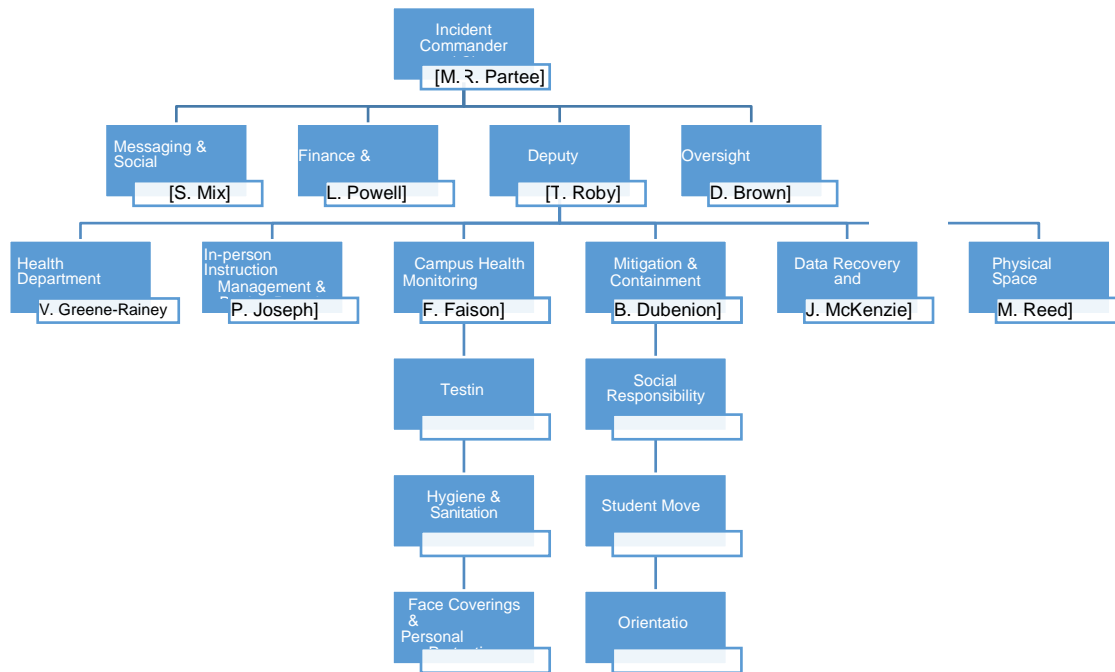 Incident
Commander
[M. R. Partee]
Messaging &
Social
[S. Mix]
Finance &
L. Powell]
Deputy
[T. Roby]
Oversight
D. Brown]
Health
Department
V. Greene-Rainey
In-person
Instruction
Management &
P. Joseph]
Campus Health
Monitoring
F. Faison]
Mitigation &
Containment
B. Dubenion]
Data Recovery
and
J. McKenzie]
Physical
Space
M. Reed]
Testin
Social
Responsibility
Hygiene &
Sanitation
Student Move
Face Coverings
&
Personal
Orientatio